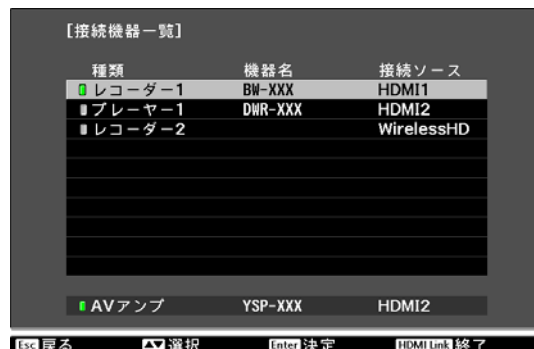 [接続機器一覧]
種類 機器名 接続ソース
レコーダー1 BW-XXX HDMI1
プレーヤー1 DWR-XXX HDMI2
レコーダー2 WirelessHD
AVアンプ YSP-XXX HDMI2
Esc 戻る 選択 Enter 決定 HDMI Link 終了